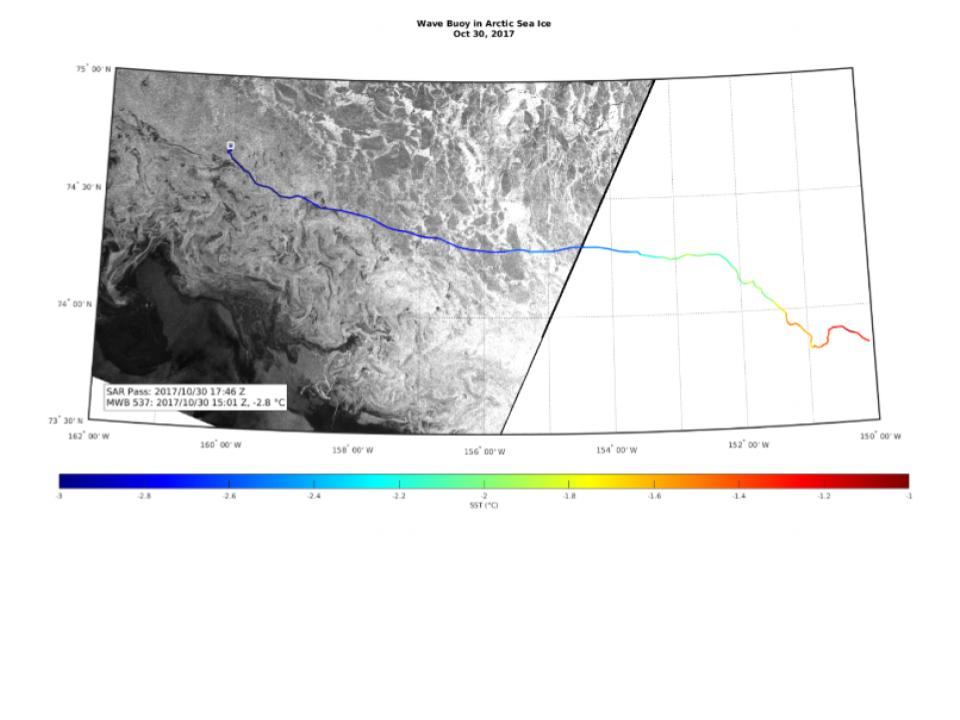 Wave Buoy in Arctic Sea Ice
Oct 30, 2017
75° 00' N
74° 30' N
74° 00' N
73° 30' N
SAR Pass: 2017/10/30 17:46 Z
MWB 537: 2017/10/30 15:01 Z, -2.8 °C
162° 00' W 160° 00' W 158° 00' W 156° 00' W 154° 00' W 152° 00' W 150° 00' W
-3 -2.8 -2.6 -2.4 -2.2 -2 -1.8 -1.6 -1.4 -1.2 -1
SST (°C)